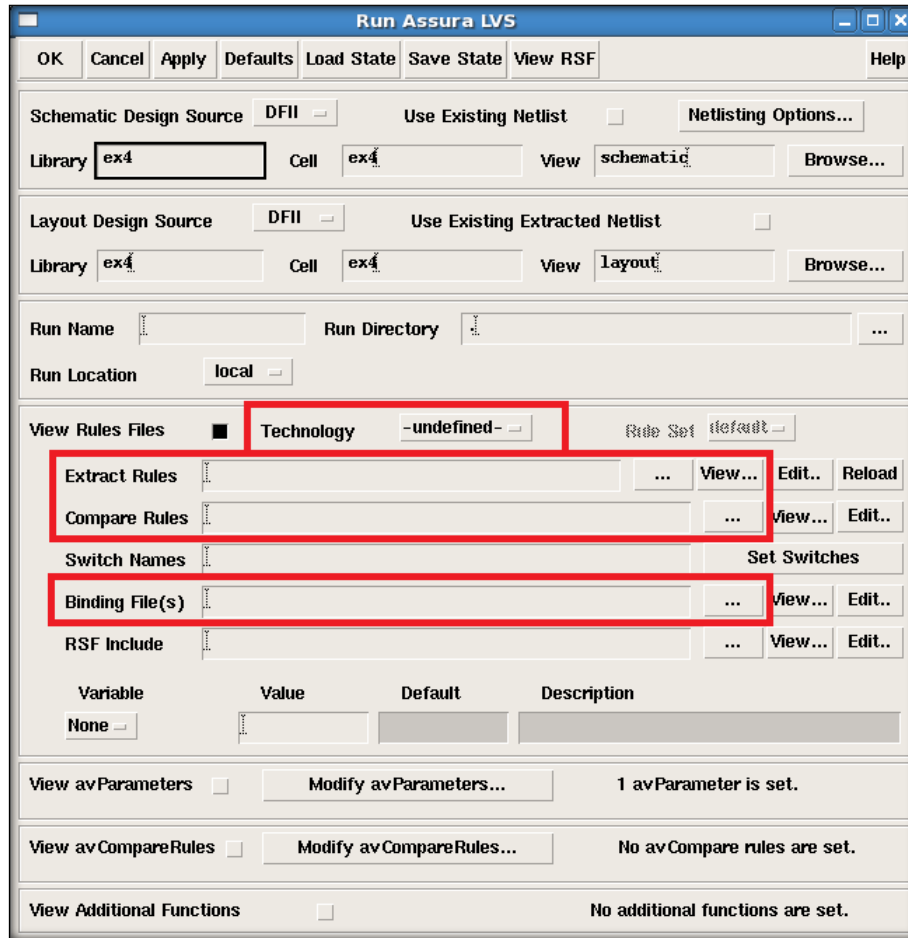 Run Assura LVS
OK Cancel Apply Defaults Load State Save State View RSF Help
Schematic Design Source DFII Use Existing Netlist Netlisting Options...
Library ex4 Cell ex4 View schematic Browse...
Layout Design Source DFII Use Existing Extracted Netlist
Library ex4 Cell ex4 View layout Browse...
Run Name Run Directory . ...
Run Location local
View Rules Files Technology -undefined- Rule Set default
Extract Rules ... View... Edit.. Reload
Compare Rules ... View... Edit..
Switch Names Set Switches
Binding File(s) ... View... Edit..
RSF Include ... View... Edit..
Variable Value Default Description
None
View avParameters Modify avParameters... 1 avParameter is set.
View avCompareRules Modify avCompareRules... No avCompare rules are set.
View Additional Functions No additional functions are set.